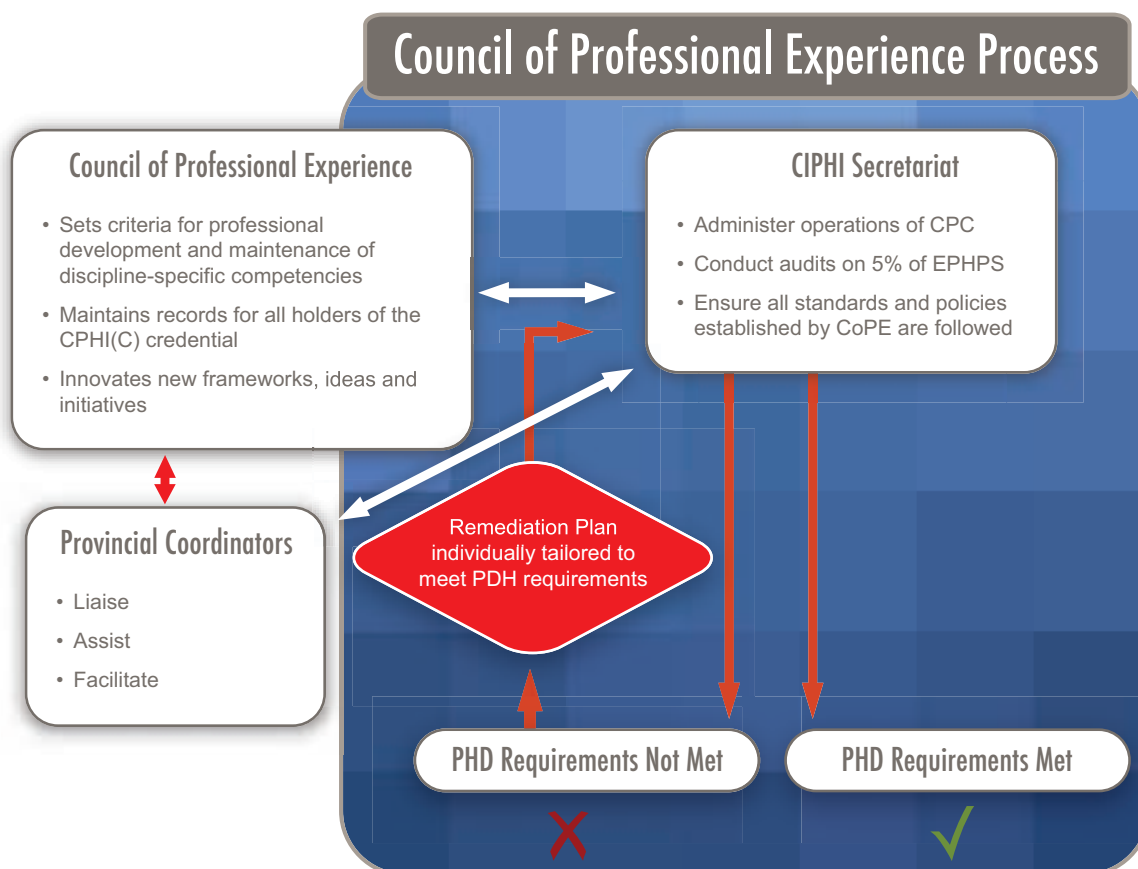 Council of Professional Experience Process
Council of Professional Experience
• Sets criteria for professional
development and maintenance of
discipline-specific competencies
• Maintains records for all holders of the
CPHI(C) credential
• Innovates new frameworks, ideas and
initiatives
CIPHI Secretariat
• Administer operations of CPC
• Conduct audits on 5% of EPHPS
• Ensure all standards and policies
established by CoPE are followed
Provincial Coordinators
• Liaise
• Assist
• Facilitate
Remediation Plan
individually tailored to
meet PDH requirements
PHD Requirements Not Met
PHD Requirements Met